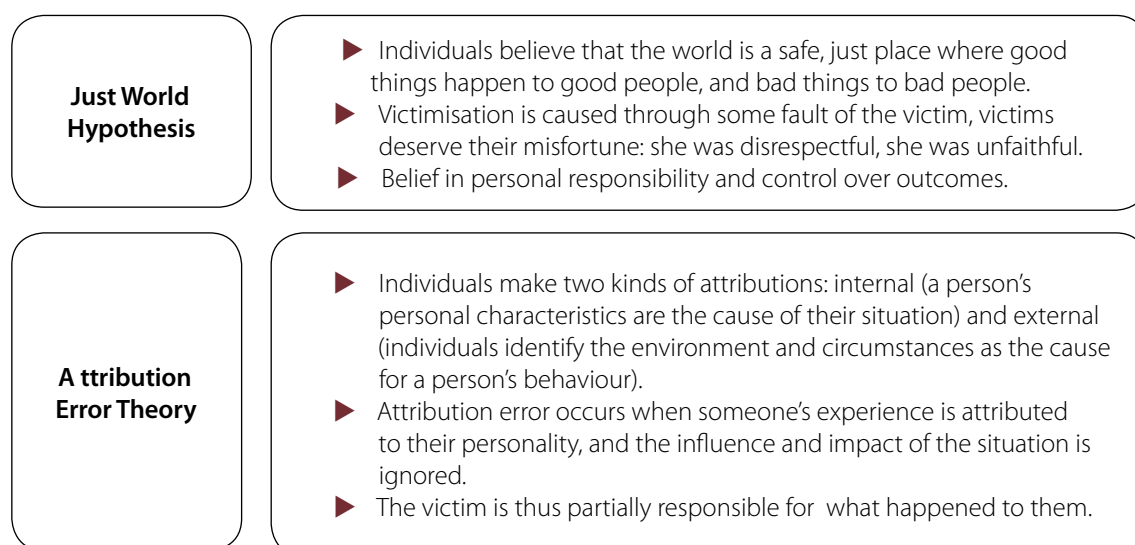 Just World
Hypothesis
▶ Individuals believe that the world is a safe, just place where good
things happen to good people, and bad things to bad people.
▶ Victimisation is caused through some fault of the victim, victims
deserve their misfortune: she was disrespectful, she was unfaithful.
▶ Belief in personal responsibility and control over outcomes.
A ttribution
Error Theory
▶ Individuals make two kinds of attributions: internal (a person’s
personal characteristics are the cause of their situation) and external
(individuals identify the environment and circumstances as the cause
for a person’s behaviour).
▶ Attribution error occurs when someone’s experience is attributed
to their personality, and the influence and impact of the situation is
ignored.
▶ The victim is thus partially responsible for what happened to them.